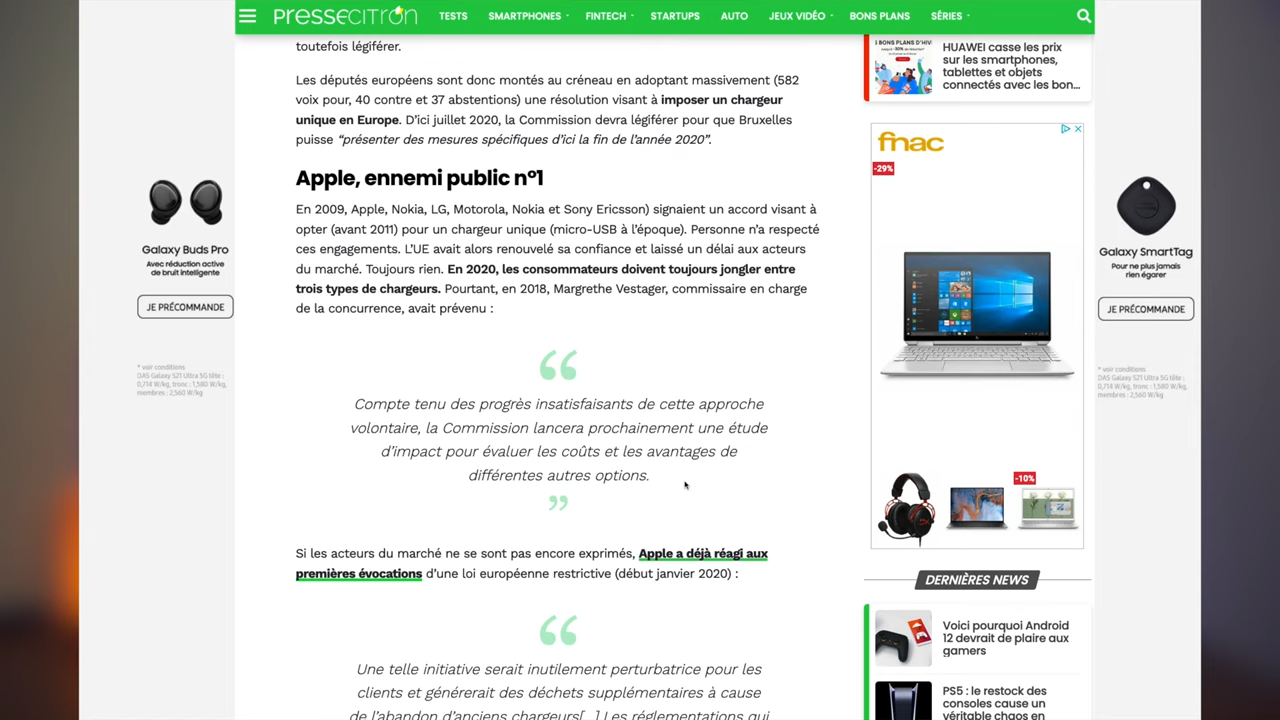 PRESSECITRON
TESTS
SMARTPHONES
FINTECH
STARTUPS
AUTO
JEUX VIDÉO
BONS PLANS
SÉRIES
toutefois légiférer.
Les députés européens sont donc montés au créneau en adoptant massivement (582
voix pour, 40 contre et 37 abstentions) une résolution visant à imposer un chargeur
unique en Europe. D'ici juillet 2020, la Commission devra légiférer pour que Bruxelles
puisse “présenter des mesures spécifiques d'ici la fin de l'année 2020”.
Apple, ennemi public n°1
En 2009, Apple, Nokia, LG, Motorola, Nokia et Sony Ericsson) signaient un accord visant à
opter (avant 2011) pour un chargeur unique (micro-USB à l'époque). Personne n'a respecté
ces engagements. L'UE avait alors renouvelé sa confiance et laissé un délai aux acteurs
du marché. Toujours rien. En 2020, les consommateurs doivent toujours jongler entre
trois types de chargeurs. Pourtant, en 2018, Margrethe Vestager, commissaire en charge
de la concurrence, avait prévenu :
“
Compte tenu des progrès insatisfaisants de cette approche
volontaire, la Commission lancera prochainement une étude
d'impact pour évaluer les coûts et les avantages de
différentes autres options.
”
Si les acteurs du marché ne se sont pas encore exprimés, Apple a déjà réagi aux
premières évocations d'une loi européenne restrictive (début janvier 2020) :
“
Une telle initiative serait inutilement perturbatrice pour les
clients et générerait des déchets supplémentaires à cause
de l'abandon d'anciens chargeurs[...] Les réglementations qui
Galaxy Buds Pro
Avec réduction active
de bruit intelligente
JE PRÉCOMMANDE
* voir conditions
DAS Galaxy S21 Ultra 5G tête :
0,714 W/kg, tronc : 1,580 W/kg,
membres : 2,560 W/kg
S BONS PLANS D'HIV
HUAWEI casse les prix
sur les smartphones,
tablettes et objets
connectés avec les bon...
fnac
-29%
-10%
DERNIÈRES NEWS
Voici pourquoi Android
12 devrait de plaire aux
gamers
PS5 : le restock des
consoles cause un
véritable chaos en
Galaxy SmartTag
Pour ne plus jamais
rien égarer
JE PRÉCOMMANDE
* voir conditions
DAS Galaxy S21 Ultra 5G tête :
0,714 W/kg, tronc : 1,580 W/kg,
membres : 2,560 W/kg